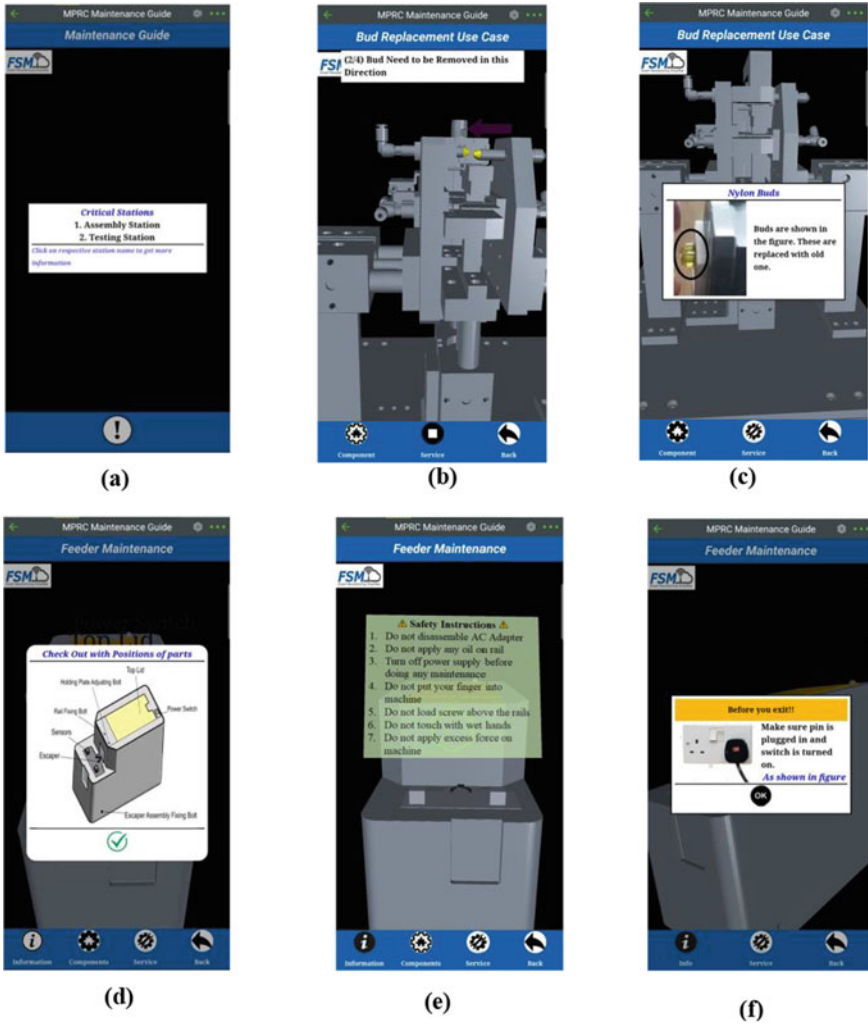 MPRC Maintenance Guide
Maintenance Guide
FSM
Critical Stations
1. Assembly Station
2. Testing Station
Click on respective station name to get more
information
(a)
MPRC Maintenance Guide
Bud Replacement Use Case
FSM
(2/4) Bud Need to be Removed in this
Direction
Component
Service
Back
(b)
MPRC Maintenance Guide
Bud Replacement Use Case
FSM
Nylon Buds
Buds are shown in
the figure. These are
replaced with old
one.
Component
Service
Back
(c)
MPRC Maintenance Guide
Feeder Maintenance
FSM
Check Out with Positions of parts
Top Lid
Holding Plate Adjusting Bolt
Power Switch
Rail Fixing Bolt
Sensors
Escaper
Escaper Assembly Fixing Bolt
Information
Components
Service
Back
(d)
MPRC Maintenance Guide
Feeder Maintenance
FSM
⚠ Safety Instructions ⚠
1. Do not disassemble AC Adapter
2. Do not apply any oil on rail
3. Turn off power supply before
doing any maintenance
4. Do not put your finger into
machine
5. Do not load screw above the rails
6. Do not touch with wet hands
7. Do not apply excess force on
machine
Information
Components
Service
Back
(e)
MPRC Maintenance Guide
Feeder Maintenance
FSM
Before you exit!!
Make sure pin is
plugged in and
switch is turned
on.
As shown in figure
OK
Info
Service
Back
(f)